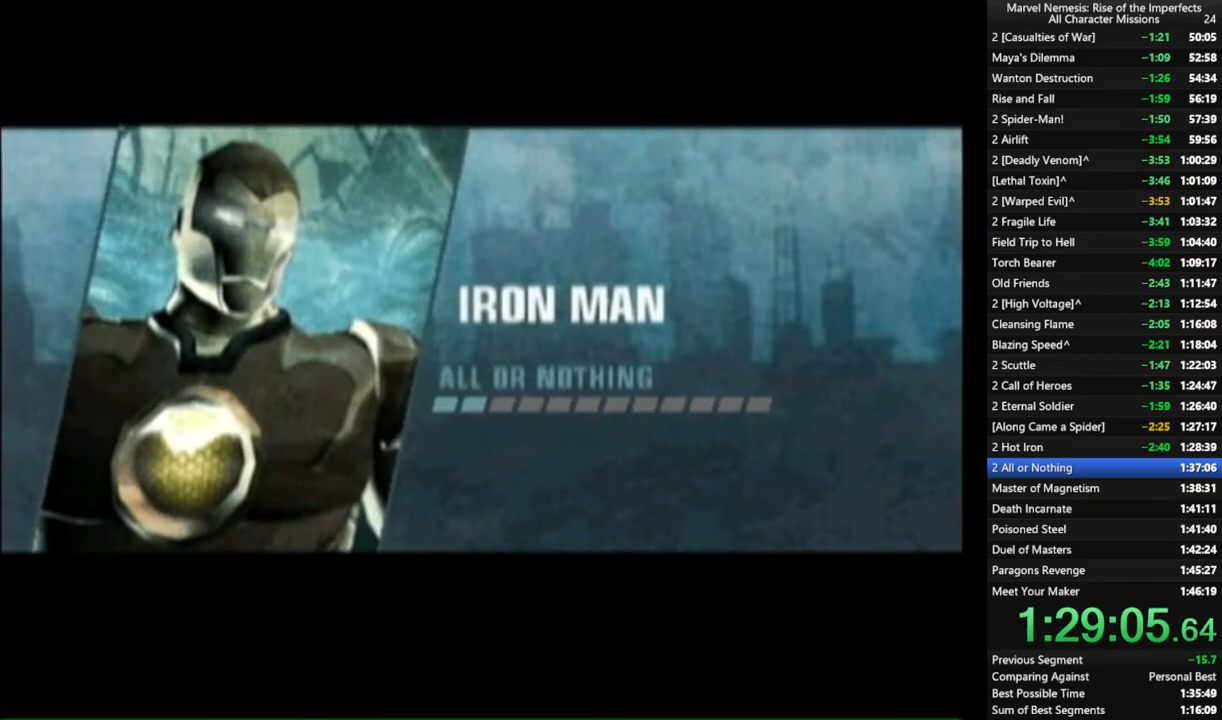 IRON MAN
ALL OR NOTHING
Marvel Nemesis: Rise of the Imperfects
All Character Missions 24
2 [Casualties of War] −1:21 50:05
Maya's Dilemma −1:09 52:58
Wanton Destruction −1:26 54:34
Rise and Fall −1:59 56:19
2 Spider-Man! −1:50 57:39
2 Airlift −3:54 59:56
2 [Deadly Venom]^ −3:53 1:00:29
[Lethal Toxin]^ −3:46 1:01:09
2 [Warped Evil]^ −3:53 1:01:47
2 Fragile Life −3:41 1:03:32
Field Trip to Hell −3:59 1:04:40
Torch Bearer −4:02 1:09:17
Old Friends −2:43 1:11:47
2 [High Voltage]^ −2:13 1:12:54
Cleansing Flame −2:05 1:16:08
Blazing Speed^ −2:21 1:18:04
2 Scuttle −1:47 1:22:03
2 Call of Heroes −1:35 1:24:47
2 Eternal Soldier −1:59 1:26:40
[Along Came a Spider] −2:25 1:27:17
2 Hot Iron −2:40 1:28:39
2 All or Nothing 1:37:06
Master of Magnetism 1:38:31
Death Incarnate 1:41:11
Poisoned Steel 1:41:40
Duel of Masters 1:42:24
Paragons Revenge 1:45:27
Meet Your Maker 1:46:19
1:29:05.64
Previous Segment −15.7
Comparing Against Personal Best
Best Possible Time 1:35:49
Sum of Best Segments 1:16:09